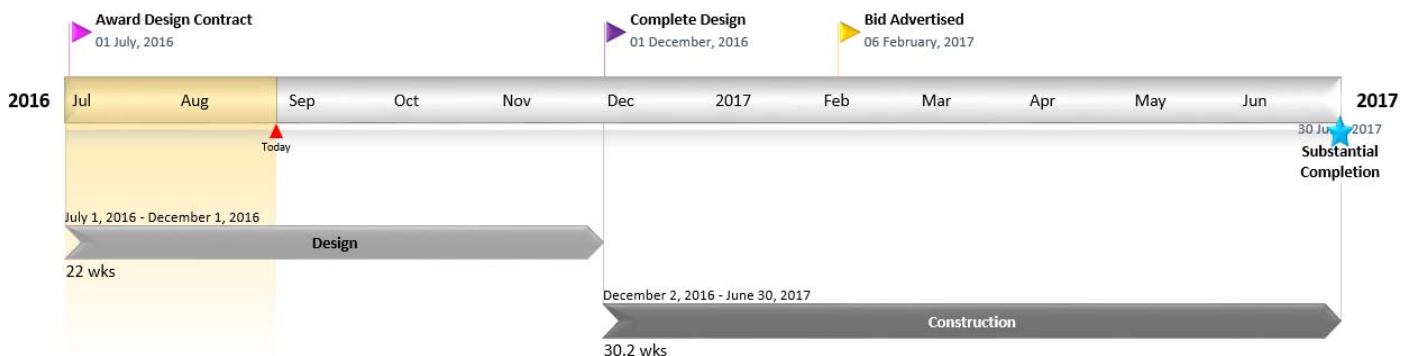 Award Design Contract
01 July, 2016
Complete Design
01 December, 2016
Bid Advertised
06 February, 2017
2016 Jul Aug Sep Oct Nov Dec 2017 Feb Mar Apr May Jun 2017
Today
30 2017
Substantial
Completion
July 1, 2016 - December 1, 2016
Design
22 wks
December 2, 2016 - June 30, 2017
Construction
30.2 wks